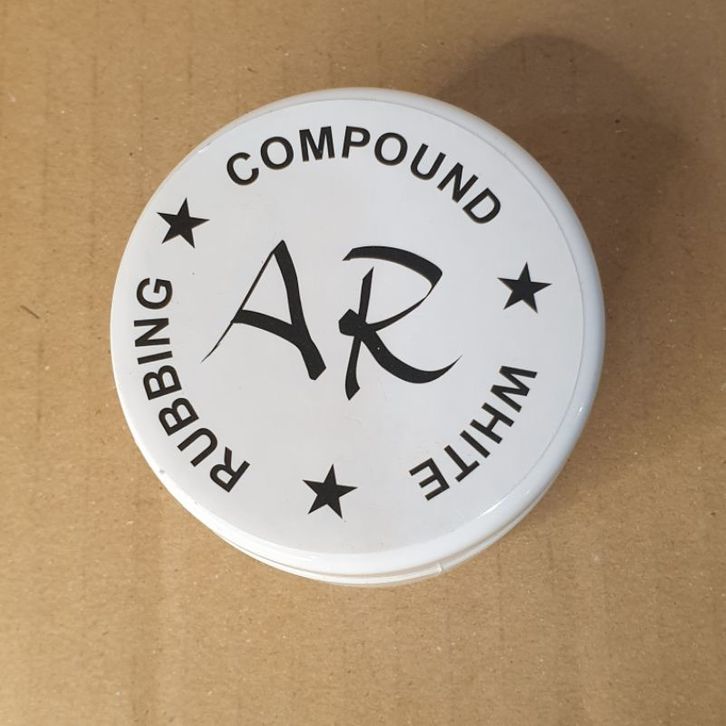 RUBBING
COMPOUND
WHITE
AR